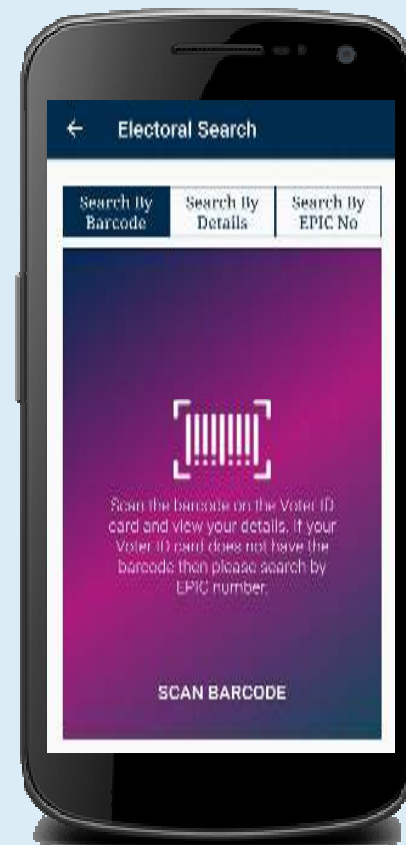 Electoral Search
Search By Barcode
Search By Details
Search By EPIC No
Scan the barcode on the Voter ID
card and view your details. If your
Voter ID card does not have the
barcode then please search by
EPIC number.
SCAN BARCODE